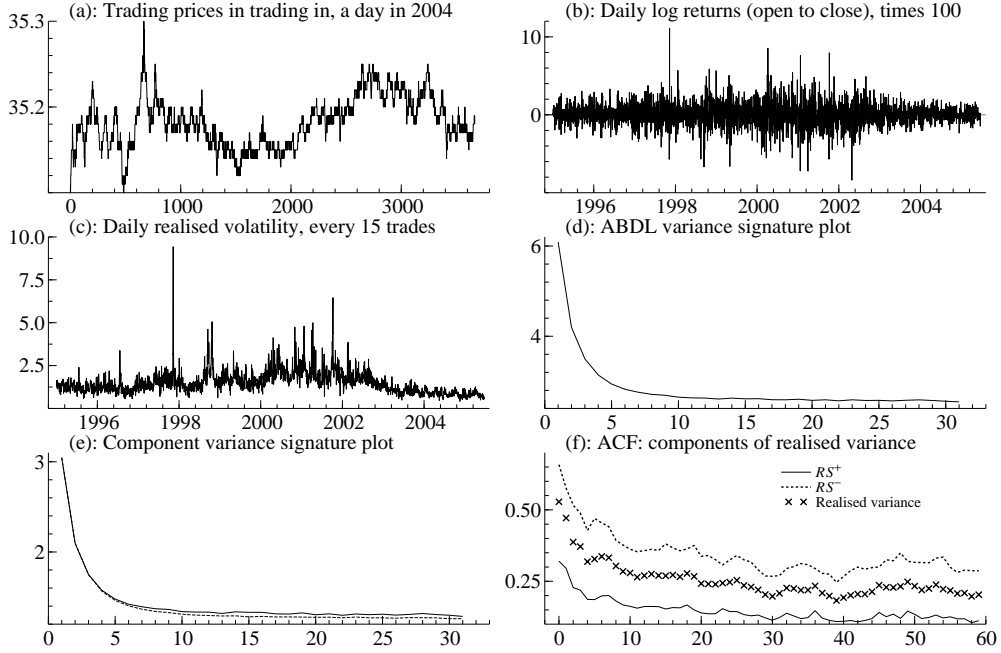 (a): Trading prices in trading in, a day in 2004
35.3
35.2
0 1000 2000 3000
(b): Daily log returns (open to close), times 100
10
0
1996 1998 2000 2002 2004
(c): Daily realised volatility, every 15 trades
10.0
7.5
5.0
2.5
1996 1998 2000 2002 2004
(d): ABDL variance signature plot
6
4
0 5 10 15 20 25 30
(e): Component variance signature plot
3
2
0 5 10 15 20 25 30
(f): ACF: components of realised variance
RS+
RS−
Realised variance
0.50
0.25
0 10 20 30 40 50 60